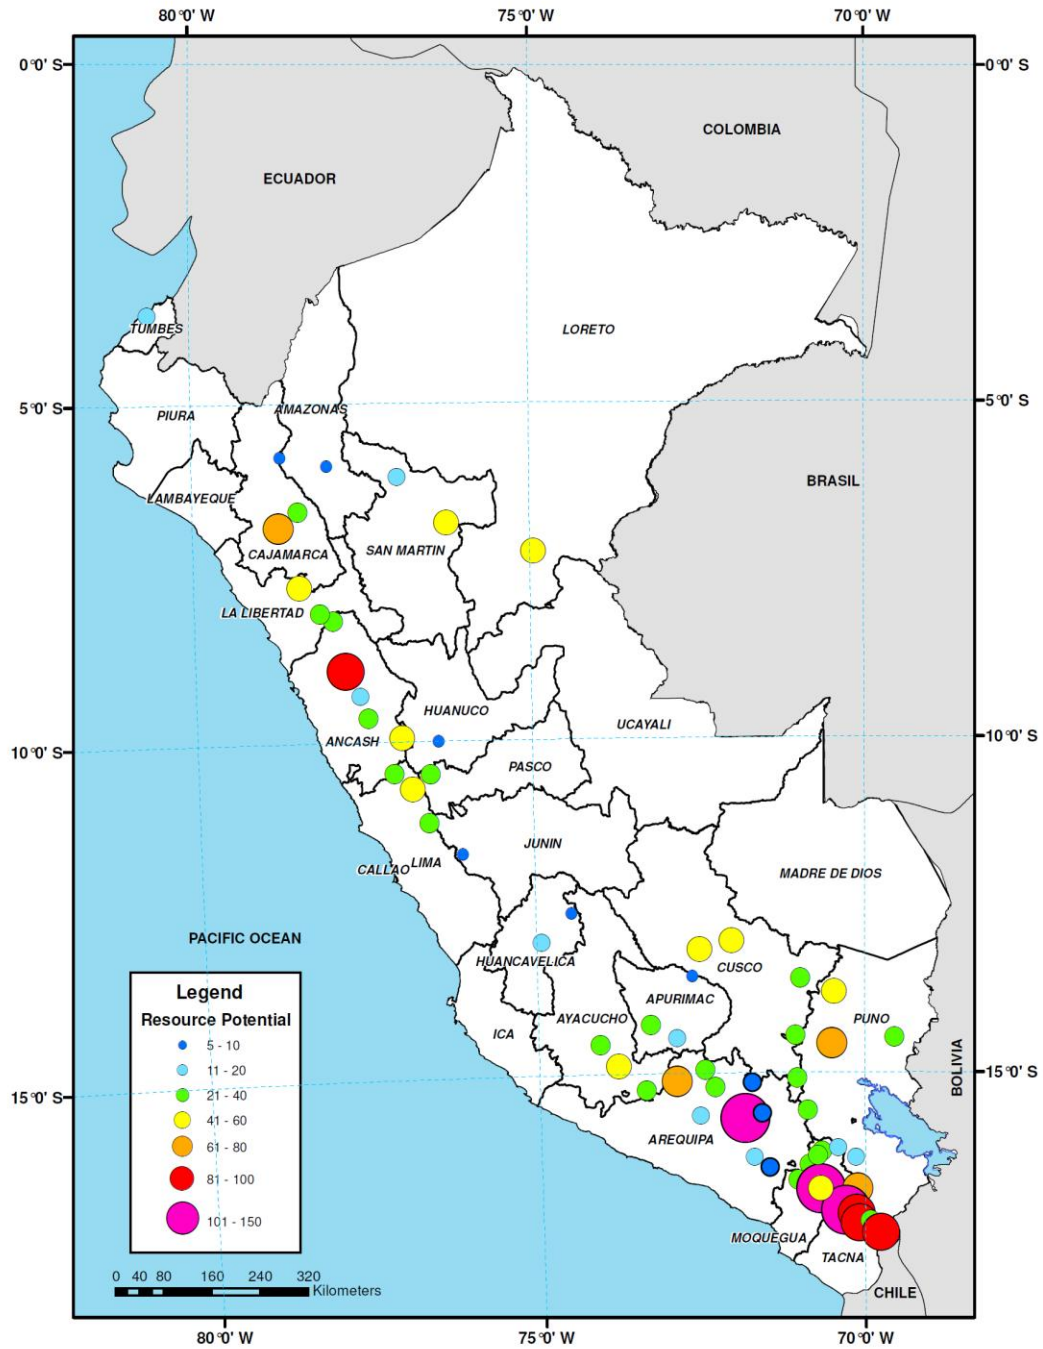 80°0' W
75°0' W
70°0' W
0°0' S
0°0' S
COLOMBIA
ECUADOR
TUMBES
LORETO
PIURA
AMAZONAS
5°0' S
5°0' S
LAMBAYEQUE
BRASIL
CAJAMARCA
SAN MARTIN
LA LIBERTAD
HUANUCO
UCAYALI
ANCASH
10°0' S
10°0' S
PASCO
JUNIN
CALLAO
LIMA
MADRE DE DIOS
PACIFIC OCEAN
HUANCAVELICA
CUSCO
APURIMAC
ICA
AYACUCHO
PUNO
BOLIVIA
15°0' S
15°0' S
AREQUIPA
MOQUEGUA
TACNA
CHILE
Legend
Resource Potential
5 - 10
11 - 20
21 - 40
41 - 60
61 - 80
81 - 100
101 - 150
0 40 80 160 240 320
Kilometers
80°0' W
75°0' W
70°0' W